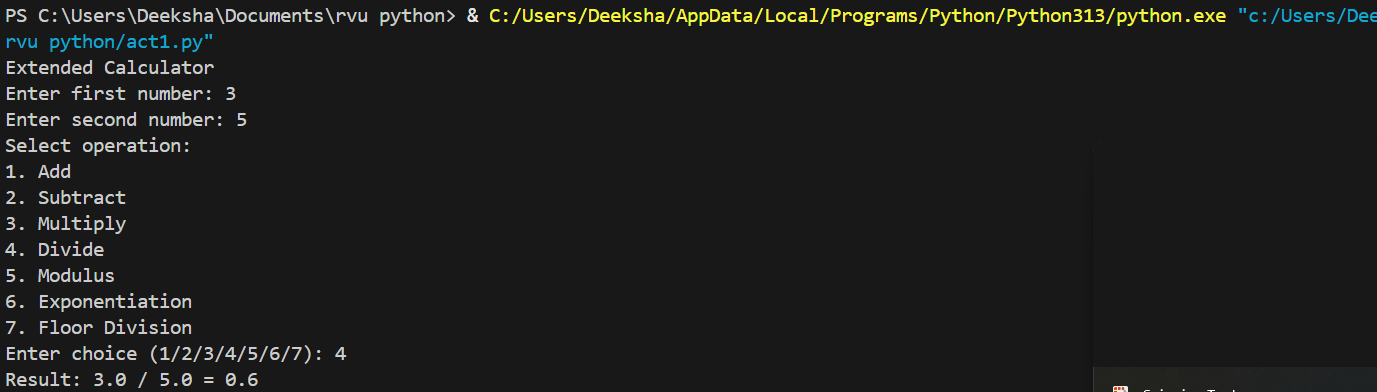 PS C:\Users\Deeksha\Documents\rvu python> & C:/Users/Deeksha/AppData/Local/Programs/Python/Python313/python.exe "c:/Users/Dee
rvu python/act1.py"
Extended Calculator
Enter first number: 3
Enter second number: 5
Select operation:
1. Add
2. Subtract
3. Multiply
4. Divide
5. Modulus
6. Exponentiation
7. Floor Division
Enter choice (1/2/3/4/5/6/7): 4
Result: 3.0 / 5.0 = 0.6